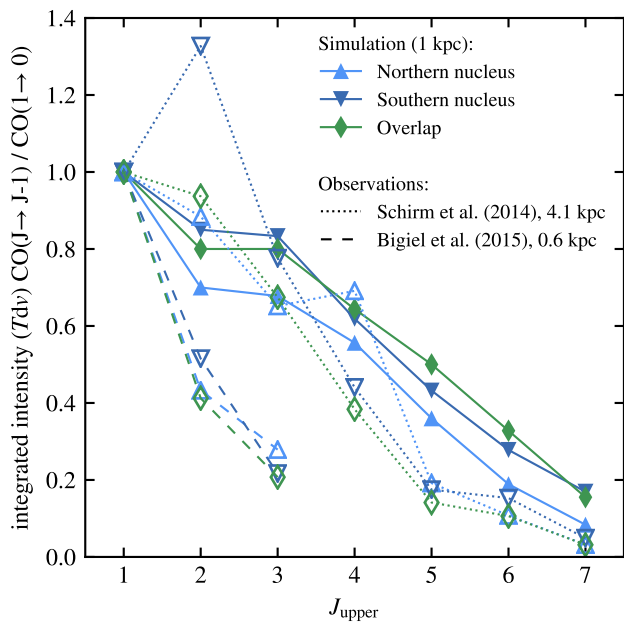 1.4
1.2
1.0
0.8
0.6
0.4
0.2
0.0
integrated intensity (Tdv) CO(J→ J-1) / CO(1→ 0)
Simulation (1 kpc):
Northern nucleus
Southern nucleus
Overlap
Observations:
Schirm et al. (2014), 4.1 kpc
Bigiel et al. (2015), 0.6 kpc
1 2 3 4 5 6 7
J_upper